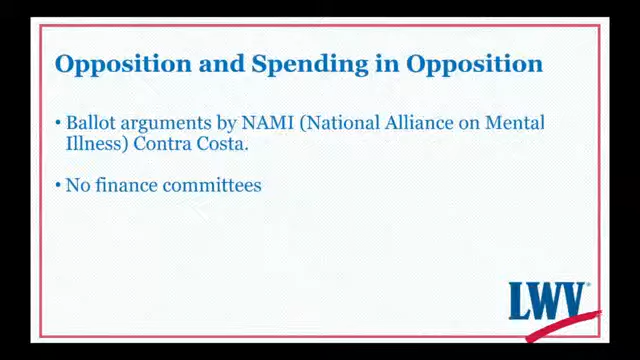 Opposition and Spending in Opposition
• Ballot arguments by NAMI (National Alliance on Mental
Illness) Contra Costa.
• No finance committees
LWV®